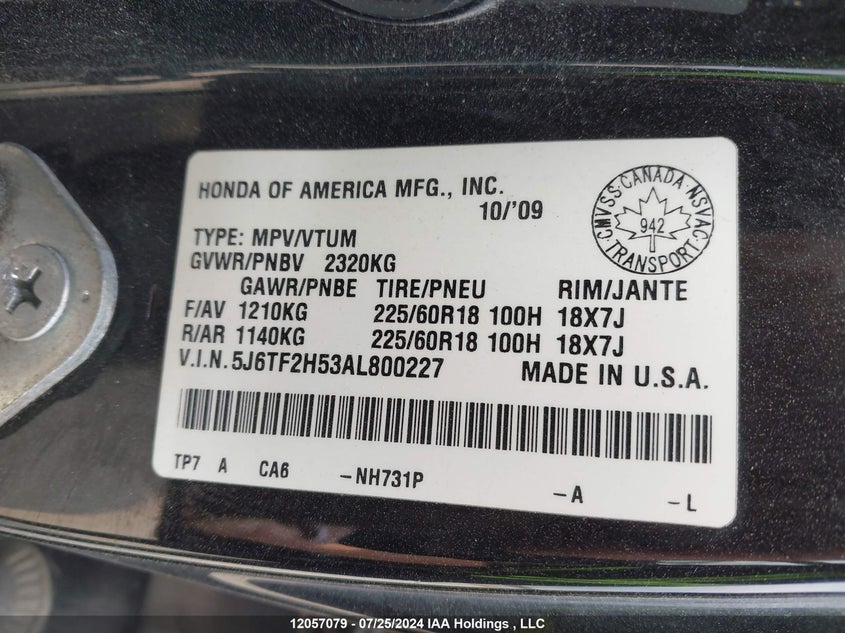 HONDA OF AMERICA MFG., INC.
10/'09
CMVSS·CANADA·NSVAC
942
TRANSPORT
TYPE: MPV/VTUM
GVWR/PNBV 2320KG
GAWR/PNBE TIRE/PNEU RIM/JANTE
F/AV 1210KG 225/60R18 100H 18X7J
R/AR 1140KG 225/60R18 100H 18X7J
V.I.N. 5J6TF2H53AL800227 MADE IN U.S.A.
TP7 A CA6 -NH731P -A -L
12057079 - 07/25/2024 IAA Holdings , LLC